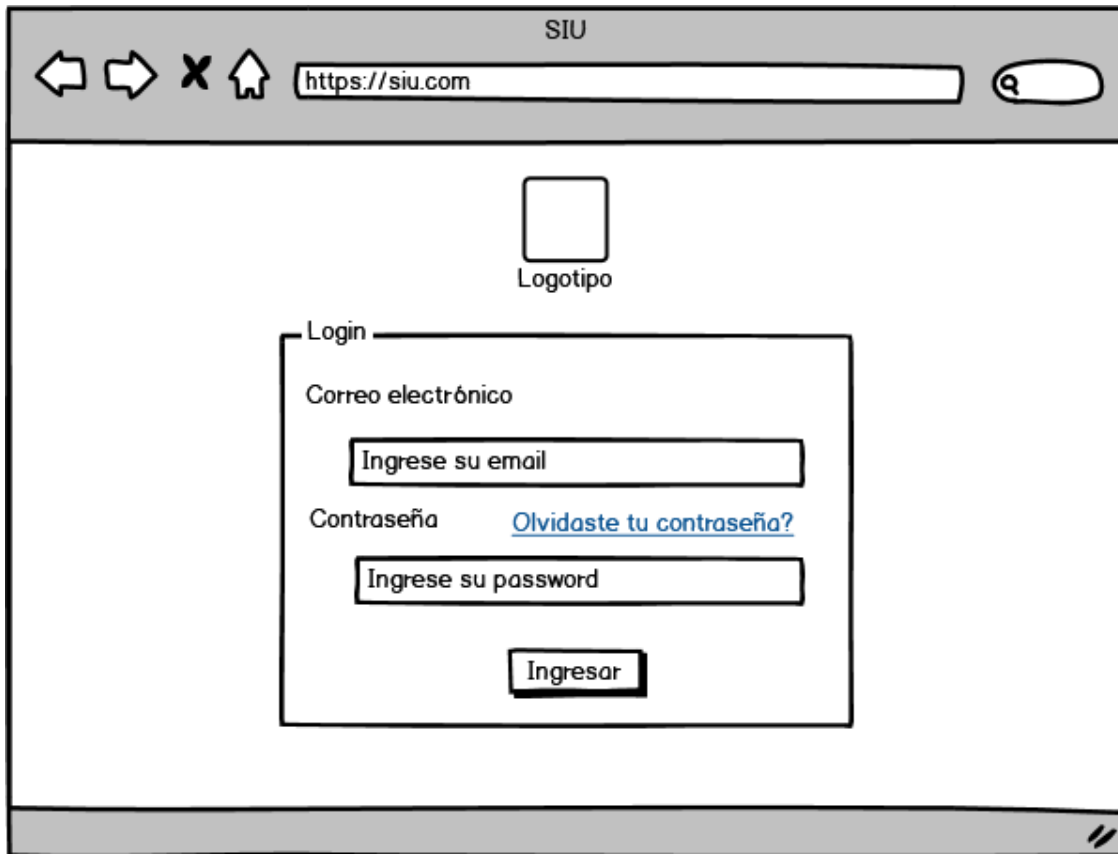 SIU
https://siu.com
Logotipo
Login
Correo electrónico
Ingrese su email
Contraseña
Olvidaste tu contraseña?
Ingrese su password
Ingresar